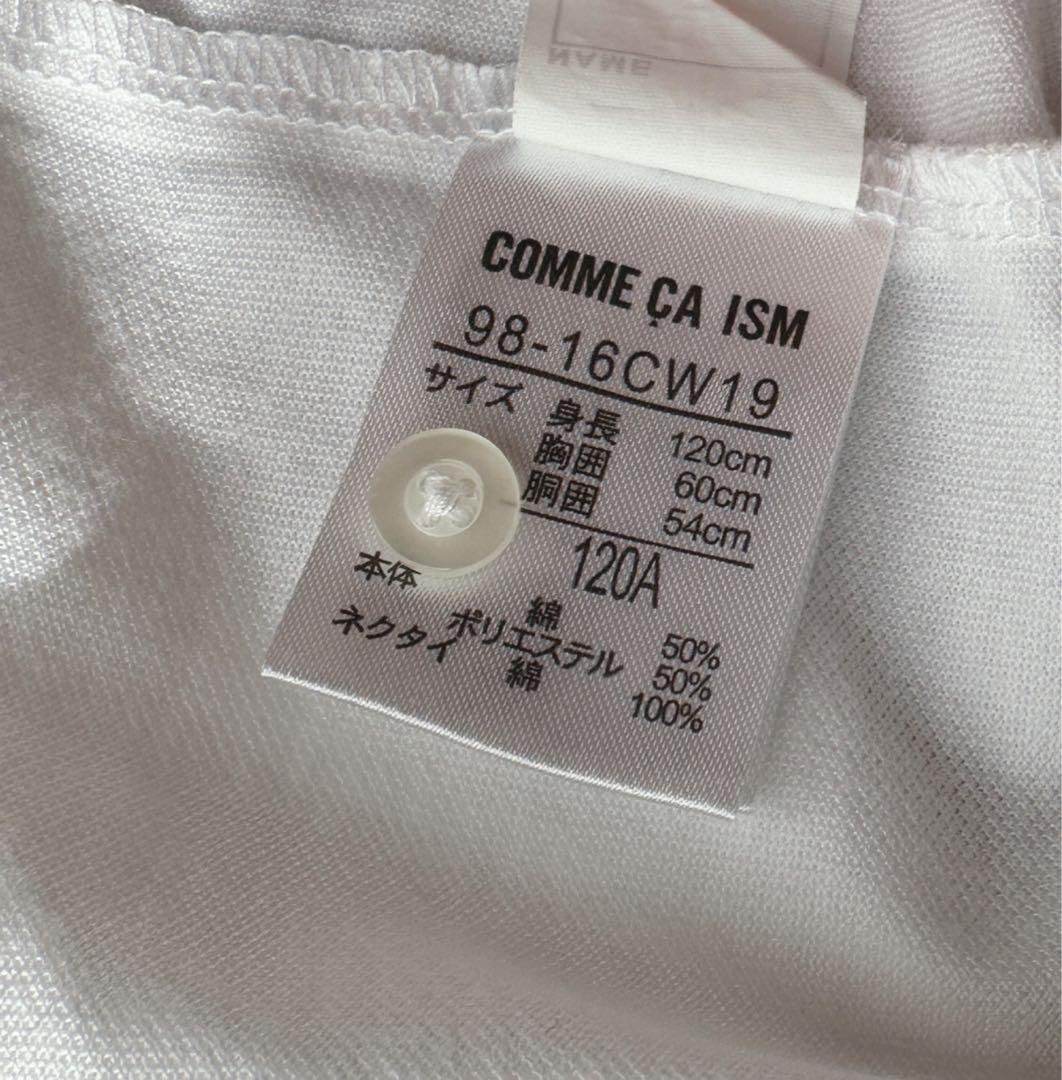 NAME
COMME ÇA ISM
98-16CW19
サイズ 身長 120cm
胸囲 60cm
胴囲 54cm
120A
本体 綿 50%
ポリエステル 50%
ネクタイ 綿 100%